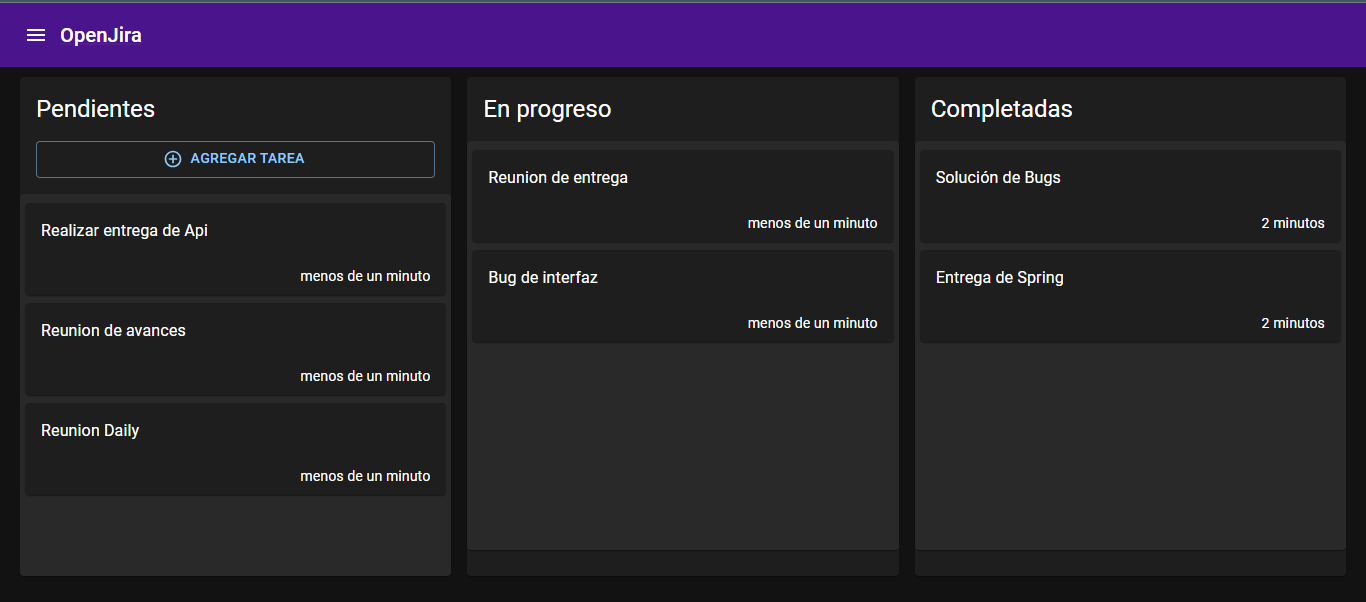 OpenJira
Pendientes
AGREGAR TAREA
Realizar entrega de Api
menos de un minuto
Reunion de avances
menos de un minuto
Reunion Daily
menos de un minuto
En progreso
Reunion de entrega
menos de un minuto
Bug de interfaz
menos de un minuto
Completadas
Solución de Bugs
2 minutos
Entrega de Spring
2 minutos